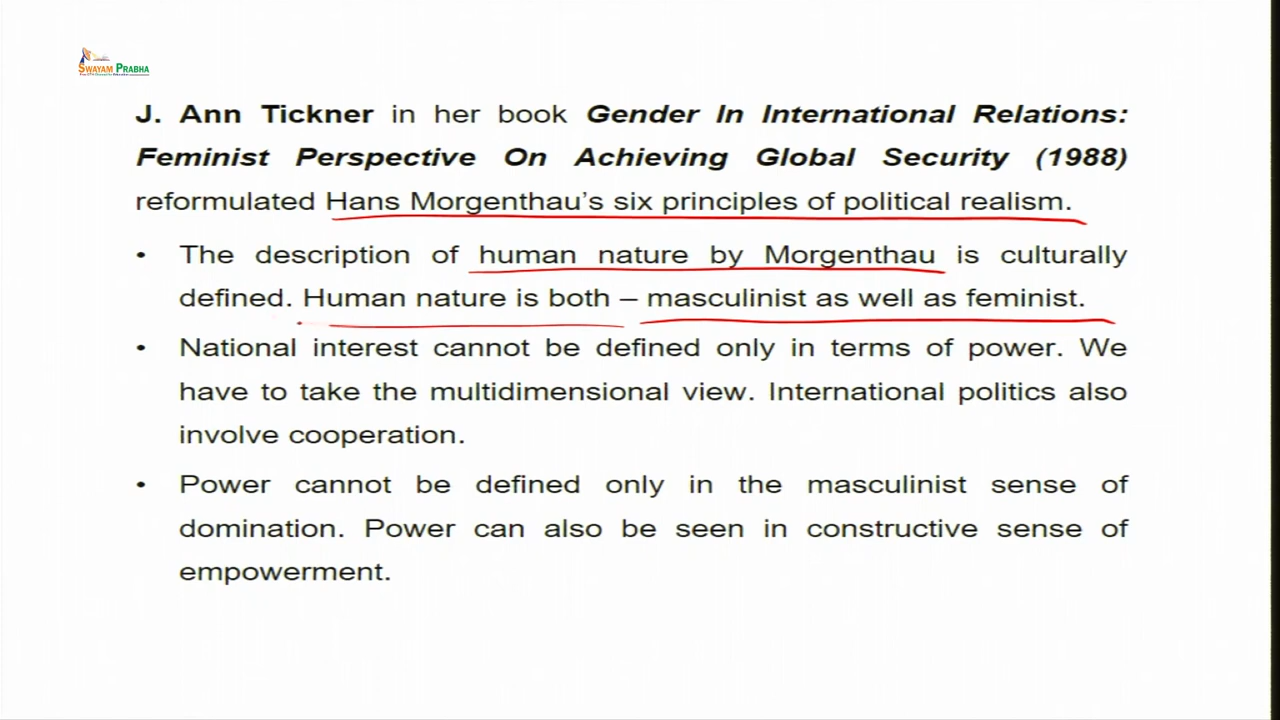 SWAYAM PRABHA
J. Ann Tickner in her book Gender In International Relations:
Feminist Perspective On Achieving Global Security (1988)
reformulated Hans Morgenthau's six principles of political realism.
• The description of human nature by Morgenthau is culturally
defined. Human nature is both – masculinist as well as feminist.
• National interest cannot be defined only in terms of power. We
have to take the multidimensional view. International politics also
involve cooperation.
• Power cannot be defined only in the masculinist sense of
domination. Power can also be seen in constructive sense of
empowerment.